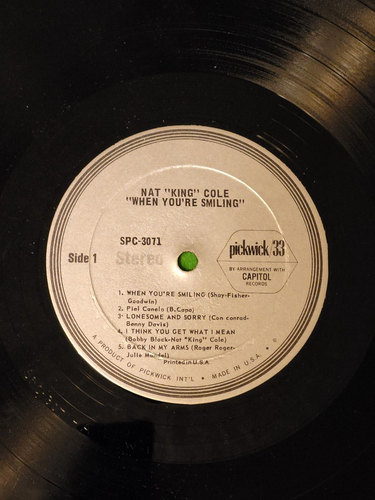 NAT "KING" COLE
"WHEN YOU'RE SMILING"
SPC-3071
Side 1
Stereo
pickwick/33
BY ARRANGEMENT WITH
CAPITOL
RECORDS
1. WHEN YOU'RE SMILING (Shay-Fisher-
Goodwin)
2. Piel Canelo (B.Capo)
3. LONESOME AND SORRY (Con conrad-
Benny Davis)
4. I THINK YOU GET WHAT I MEAN
(Bobby Black-Nat "King" Cole)
5. BACK IN MY ARMS (Roger Roger-
Julie Mandel)
Printed in U.S.A.
A PRODUCT OF PICKWICK INT'L • MADE IN U.S.A. •